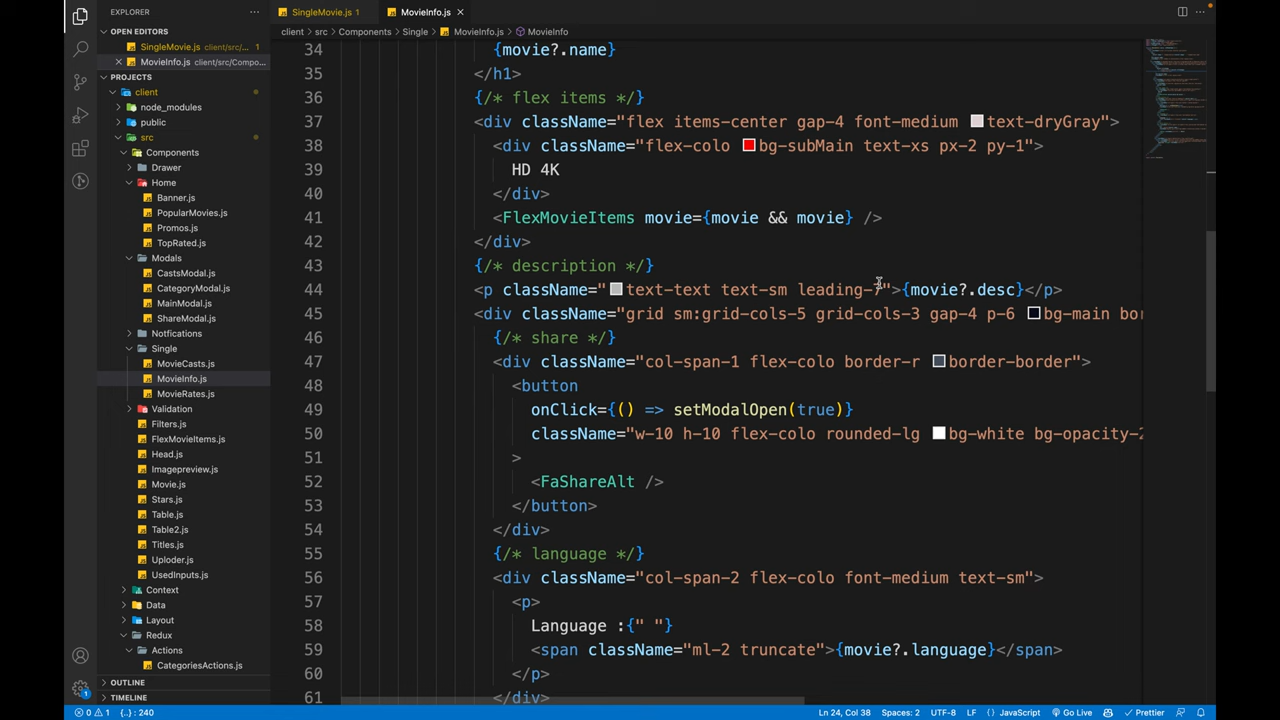 EXPLORER
OPEN EDITORS
SingleMovie.js client/src/... 1
MovieInfo.js client/src/Compo...
PROJECTS
client
node_modules
public
src
Components
Drawer
Home
Banner.js
PopularMovies.js
Promos.js
TopRated.js
Modals
CastsModal.js
CategoryModal.js
MainModal.js
ShareModal.js
Notfications
Single
MovieCasts.js
MovieInfo.js
MovieRates.js
Validation
Filters.js
FlexMovieItems.js
Head.js
Imagepreview.js
Movie.js
Stars.js
Table.js
Table2.js
Titles.js
Uploder.js
UsedInputs.js
Context
Data
Layout
Redux
Actions
CategoriesActions.js
OUTLINE
TIMELINE
SingleMovie.js 1
MovieInfo.js
client > src > Components > Single > MovieInfo.js > MovieInfo
34 {movie?.name}
35 </h1>
36 {/* flex items */}
37 <div className="flex items-center gap-4 font-medium text-dryGray">
38 <div className="flex-colo bg-subMain text-xs px-2 py-1">
39 HD 4K
40 </div>
41 <FlexMovieItems movie={movie && movie} />
42 </div>
43 {/* description */}
44 <p className="text-text text-sm leading-7">{movie?.desc}</p>
45 <div className="grid sm:grid-cols-5 grid-cols-3 gap-4 p-6 bg-main bor
46 {/* share */}
47 <div className="col-span-1 flex-colo border-r border-border">
48 <button
49 onClick={() => setModalOpen(true)}
50 className="w-10 h-10 flex-colo rounded-lg bg-white bg-opacity-2
51 >
52 <FaShareAlt />
53 </button>
54 </div>
55 {/* language */}
56 <div className="col-span-2 flex-colo font-medium text-sm">
57 <p>
58 Language :{" "}
59 <span className="ml-2 truncate">{movie?.language}</span>
60 </p>
61 </div>
1
0 1 {..} : 240
Ln 24, Col 38 Spaces: 2 UTF-8 LF {} JavaScript Go Live Prettier